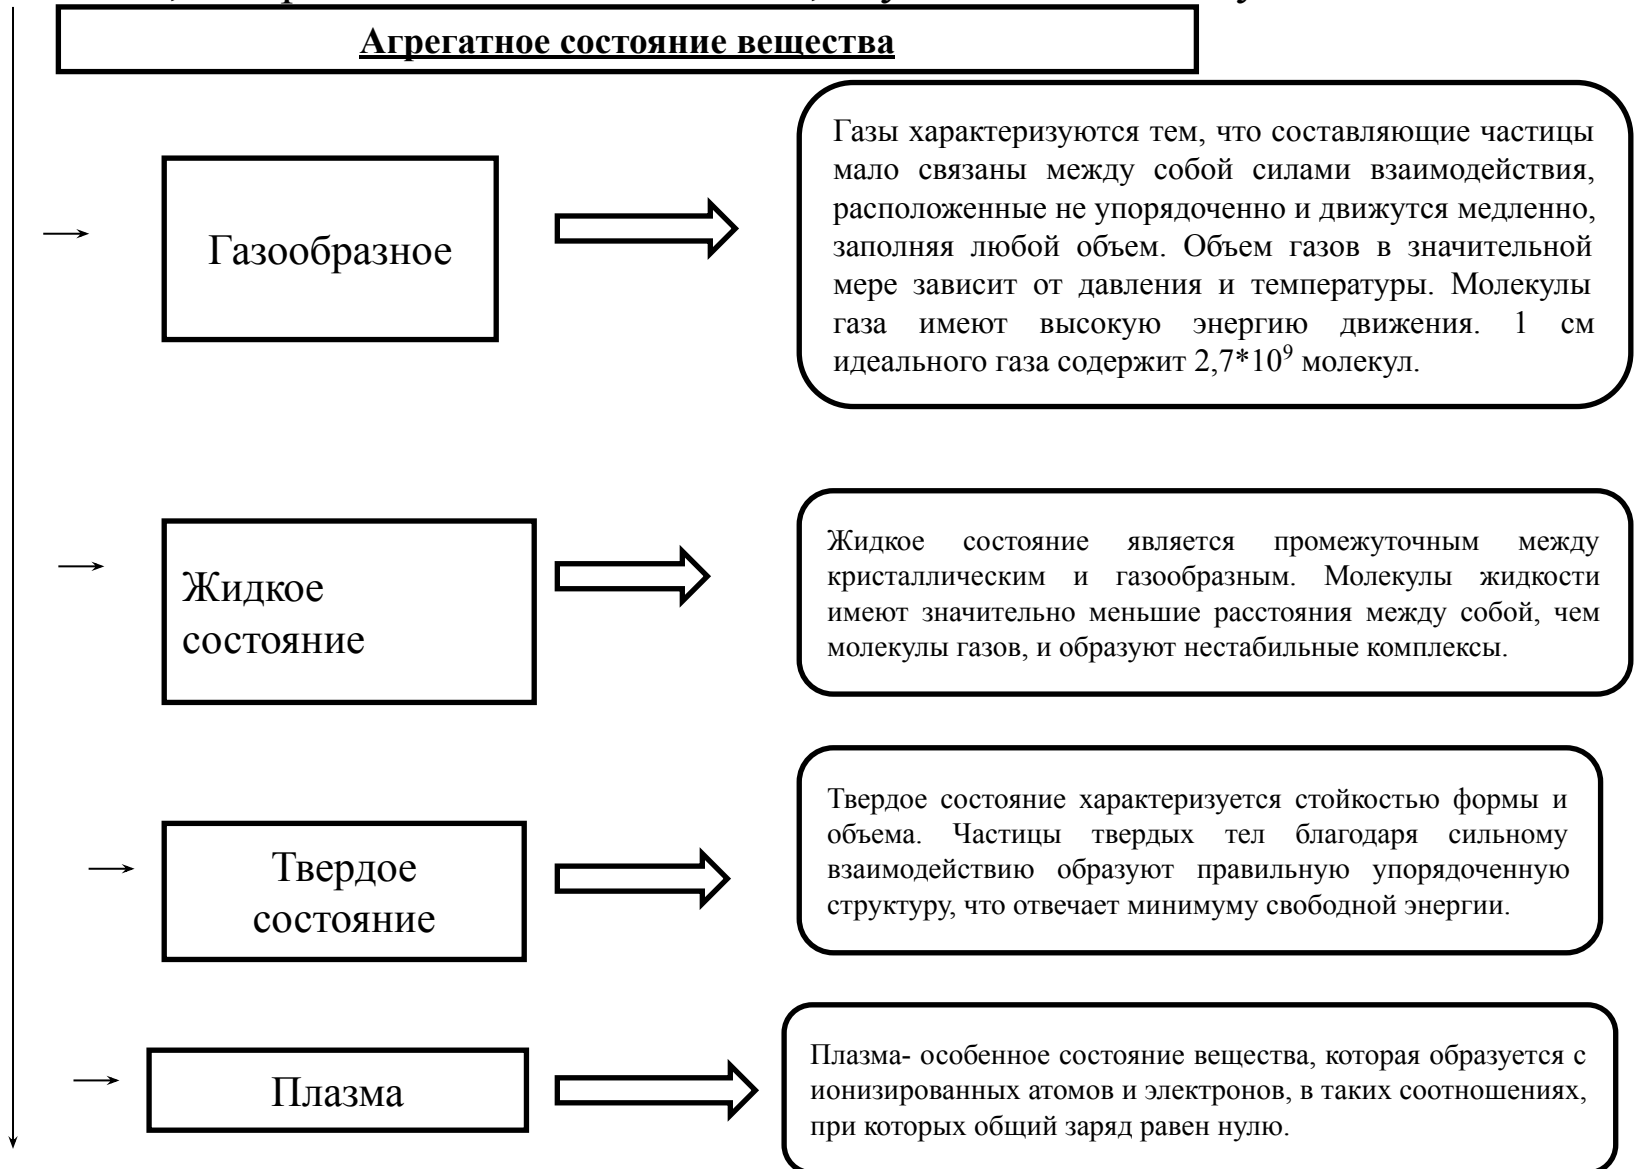 Агрегатное состояние вещества
Газообразное
Газы характеризуются тем, что составляющие частицы
мало связаны между собой силами взаимодействия,
расположенные не упорядоченно и движутся медленно,
заполняя любой объем. Объем газов в значительной
мере зависит от давления и температуры. Молекулы
газа имеют высокую энергию движения. 1 см
идеального газа содержит 2,7*10⁹ молекул.
Жидкое
состояние
Жидкое состояние является промежуточным между
кристаллическим и газообразным. Молекулы жидкости
имеют значительно меньшие расстояния между собой, чем
молекулы газов, и образуют нестабильные комплексы.
Твердое
состояние
Твердое состояние характеризуется стойкостью формы и
объема. Частицы твердых тел благодаря сильному
взаимодействию образуют правильную упорядоченную
структуру, что отвечает минимуму свободной энергии.
Плазма
Плазма- особенное состояние вещества, которая образуется с
ионизированных атомов и электронов, в таких соотношениях,
при которых общий заряд равен нулю.